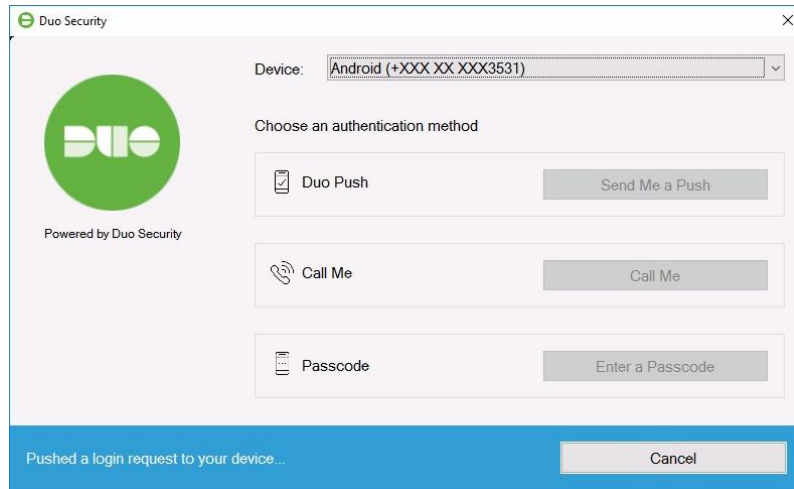 Duo Security
Device: Android (+XXX XX XXX3531)
Choose an authentication method
DUO
Powered by Duo Security
Duo Push Send Me a Push
Call Me Call Me
Passcode Enter a Passcode
Pushed a login request to your device... Cancel